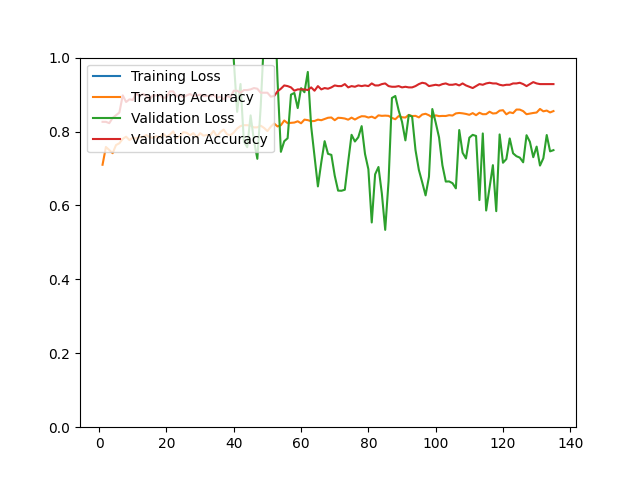 Training Loss
Training Accuracy
Validation Loss
Validation Accuracy
1.0
0.8
0.6
0.4
0.2
0.0
0 20 40 60 80 100 120 140